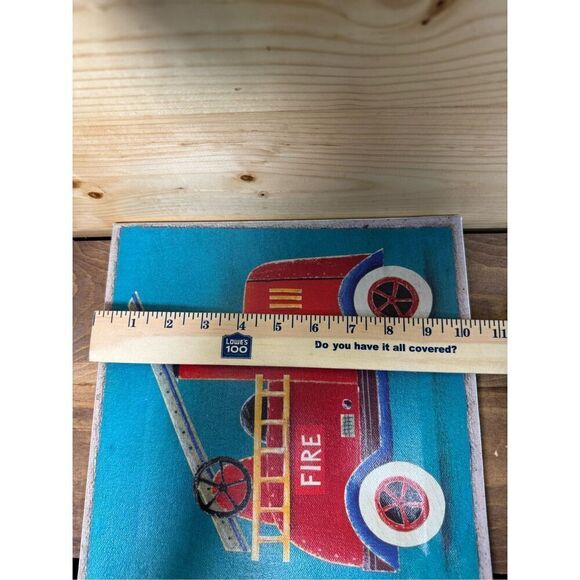 1 2 3 4 5 6 7 8 9 10 11
LOWE'S
100
Do you have it all covered?
FIRE